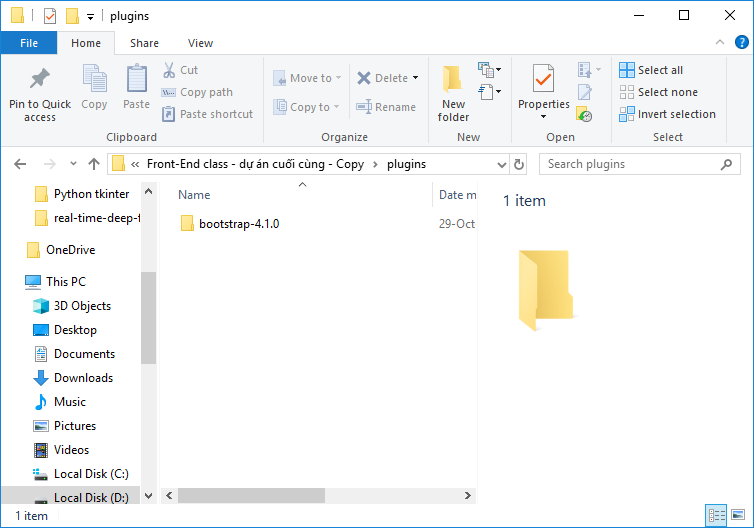 plugins
File Home Share View
Pin to Quick access
Copy
Paste
Cut
Copy path
Paste shortcut
Clipboard
Move to
Copy to
Delete
Rename
Organize
New folder
New
Properties
Open
Select all
Select none
Invert selection
Select
« Front-End class - dự án cuối cùng - Copy > plugins
Search plugins
Python tkinter
real-time-deep-f
OneDrive
This PC
3D Objects
Desktop
Documents
Downloads
Music
Pictures
Videos
Local Disk (C:)
Local Disk (D:)
Name Date m
bootstrap-4.1.0 29-Oct
1 item
1 item